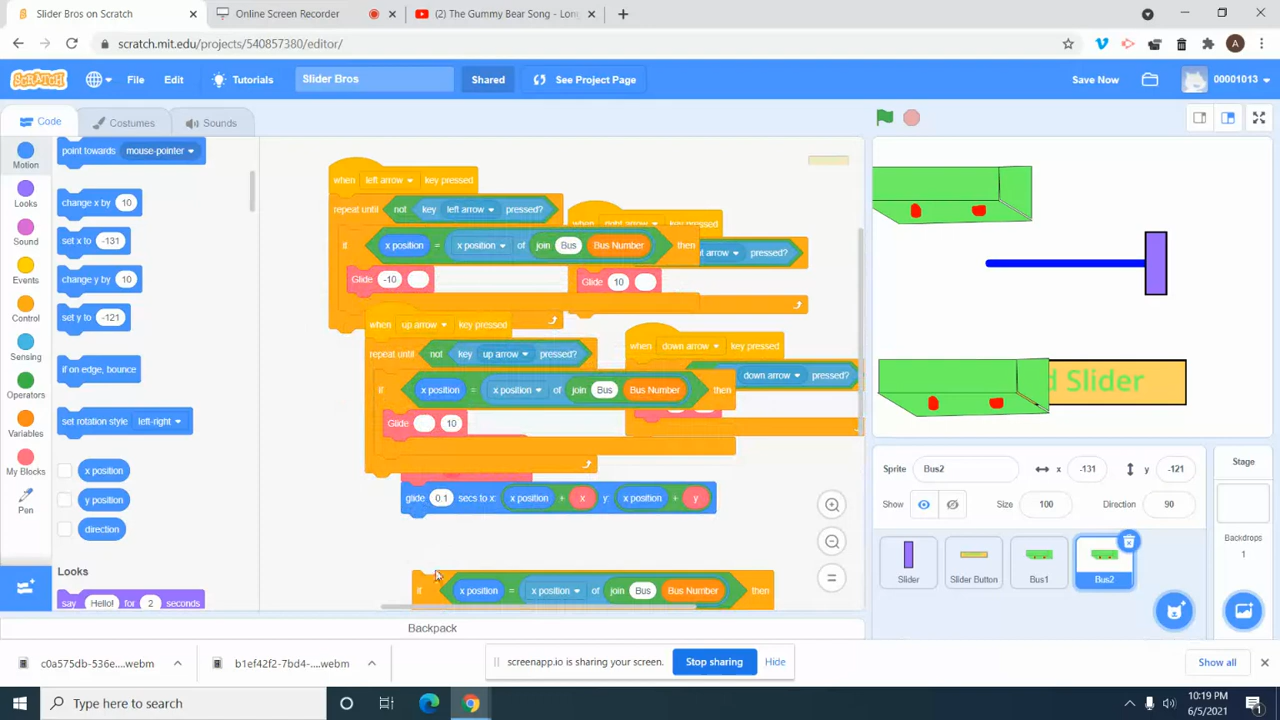 Slider Bros on Scratch
Online Screen Recorder
(2) The Gummy Bear Song - Lon
scratch.mit.edu/projects/540857380/editor/
A
SCRATCH
File
Edit
Tutorials
Slider Bros
Shared
See Project Page
Save Now
00001013
Code
Costumes
Sounds
Motion
Looks
Sound
Events
Control
Sensing
Operators
Variables
My Blocks
Pen
point towards mouse-pointer
change x by 10
set x to -131
change y by 10
set y to -121
if on edge, bounce
set rotation style left-right
x position
y position
direction
Looks
say Hello! for 2 seconds
when left arrow key pressed
repeat until not key left arrow pressed?
if x position = x position of join Bus Bus Number then
Glide -10
when right arrow key pressed
arrow pressed?
Glide 10
when up arrow key pressed
repeat until not key up arrow pressed?
if x position = x position of join Bus Bus Number then
Glide 10
when down arrow key pressed
down arrow pressed?
glide 0.1 secs to x: x position + x y: y position + y
if x position = x position of join Bus Bus Number then
Backpack
d Slider
Sprite Bus2
x -131
y -121
Show
Size 100
Direction 90
Slider
Slider Button
Bus1
Bus2
Stage
Backdrops
1
c0a575db-536e....webm
b1ef42f2-7bd4-....webm
screenapp.io is sharing your screen.
Stop sharing
Hide
Show all
Type here to search
10:19 PM
6/5/2021
1